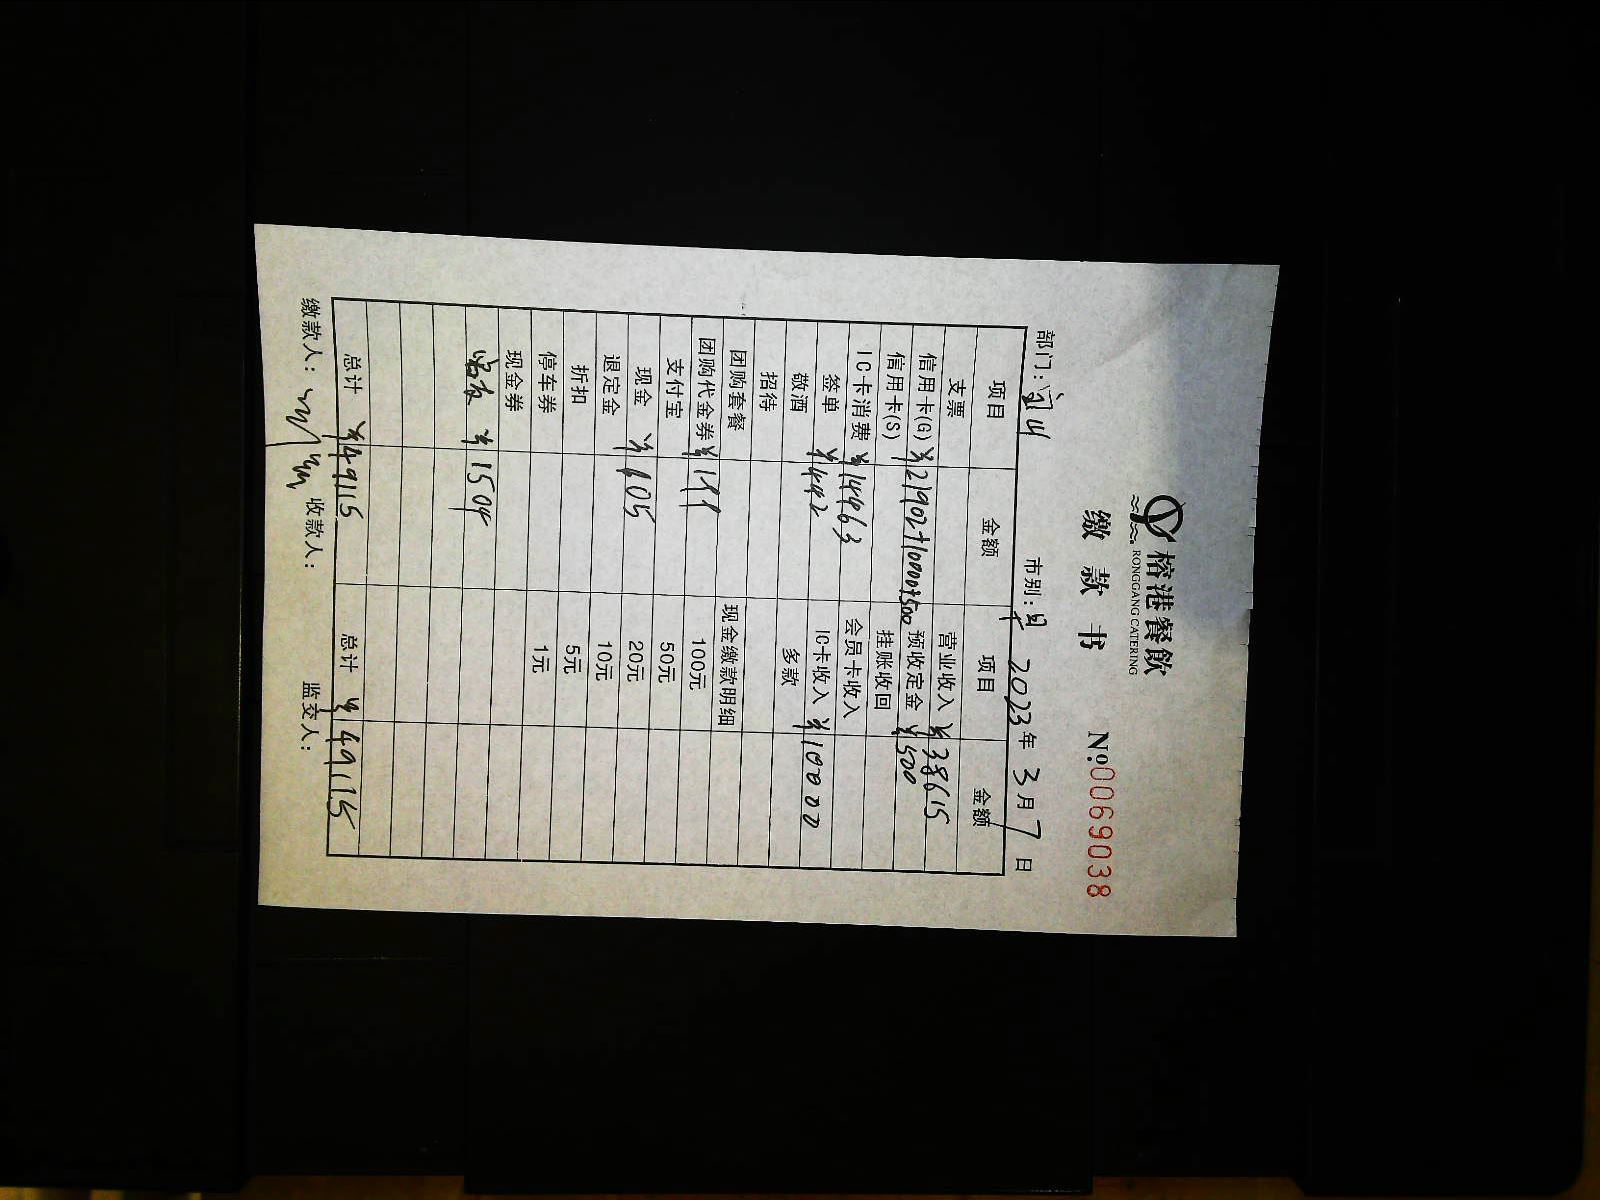 榕港餐飲
RONGGANG CATERING
缴 款 书 №0069038
部门: 市别: 2023年 3月 7日
项目 金额 项目 金额
支票 营业收入 ¥38615
信用卡(G) ¥21902+10000+500 预收定金 ¥500
信用卡(S) 挂账收回
IC卡消费 ¥14463 会员卡收入
签单 ¥442 IC卡收入 ¥10000
敬酒 多款
招待
团购套餐 现金缴款明细
团购代金券 ¥199 100元
支付宝 50元
现金 ¥105 20元
退定金 10元
折扣 5元
停车券 1元
现金券
¥1504
总计 ¥49115 总计 ¥49115
缴款人: 收款人: 监交人: